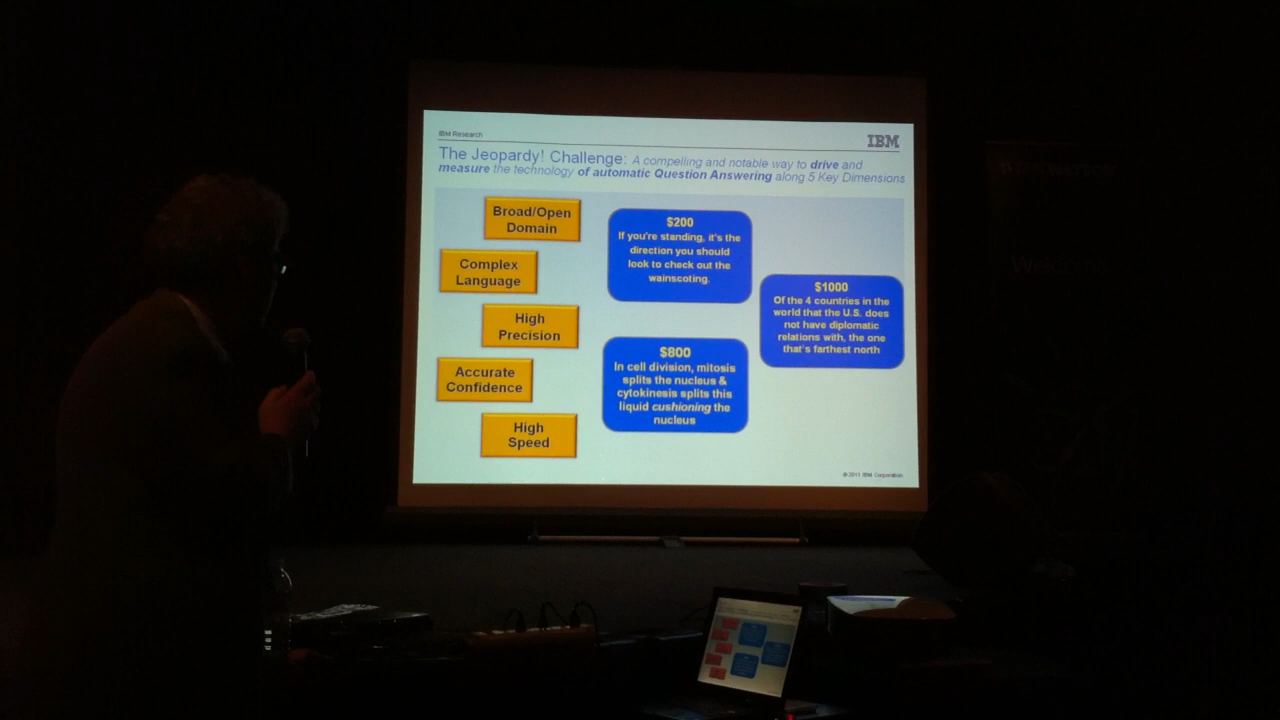 IBM Research
IBM
The Jeopardy! Challenge: A compelling and notable way to drive and
measure the technology of automatic Question Answering along 5 Key Dimensions
Broad/Open
Domain
Complex
Language
High
Precision
Accurate
Confidence
High
Speed
$200
If you're standing, it's the
direction you should
look to check out the
wainscoting.
$800
In cell division, mitosis
splits the nucleus &
cytokinesis splits this
liquid cushioning the
nucleus
$1000
Of the 4 countries in the
world that the U.S. does
not have diplomatic
relations with, the one
that's farthest north
© 2011 IBM Corporation